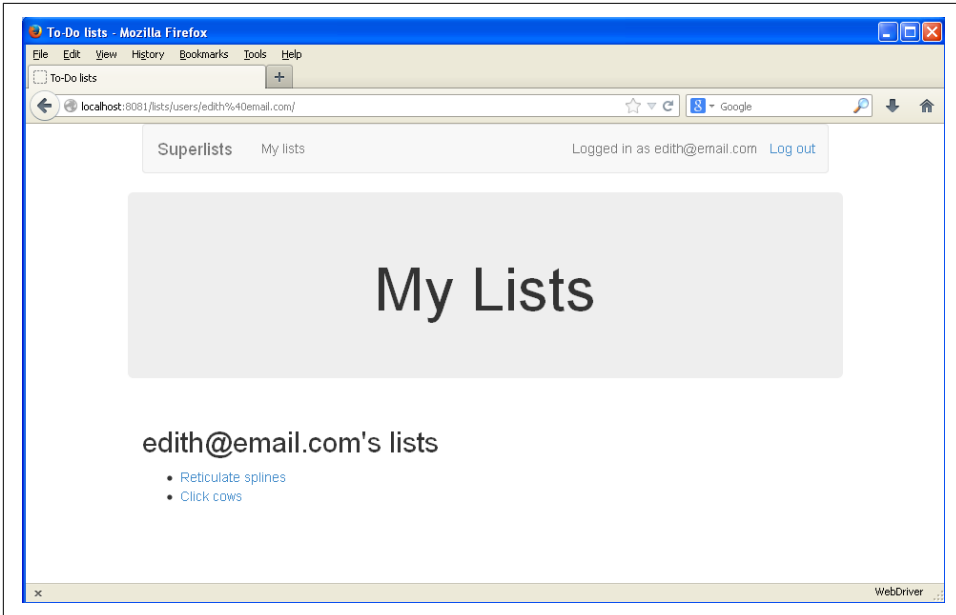 To-Do lists - Mozilla Firefox
File Edit View History Bookmarks Tools Help
To-Do lists
localhost:8081/lists/users/edith%40email.com/
Google
Superlists My lists Logged in as edith@email.com Log out
My Lists
edith@email.com's lists
• Reticulate splines
• Click cows
× WebDriver